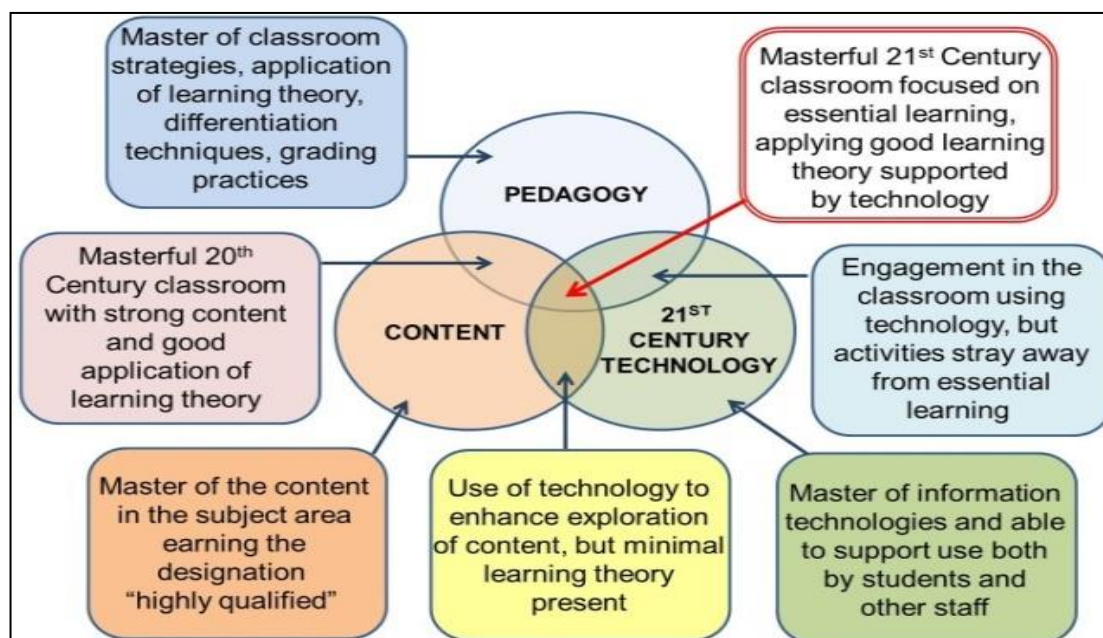 Master of classroom
strategies, application
of learning theory,
differentiation
techniques, grading
practices
Masterful 21st Century
classroom focused on
essential learning,
applying good learning
theory supported
by technology
PEDAGOGY
Masterful 20th
Century classroom
with strong content
and good
application of
learning theory
CONTENT
21ST
CENTURY
TECHNOLOGY
Engagement in the
classroom using
technology, but
activities stray away
from essential
learning
Master of the content
in the subject area
earning the
designation
“highly qualified”
Use of technology to
enhance exploration
of content, but minimal
learning theory
present
Master of information
technologies and able
to support use both
by students and
other staff